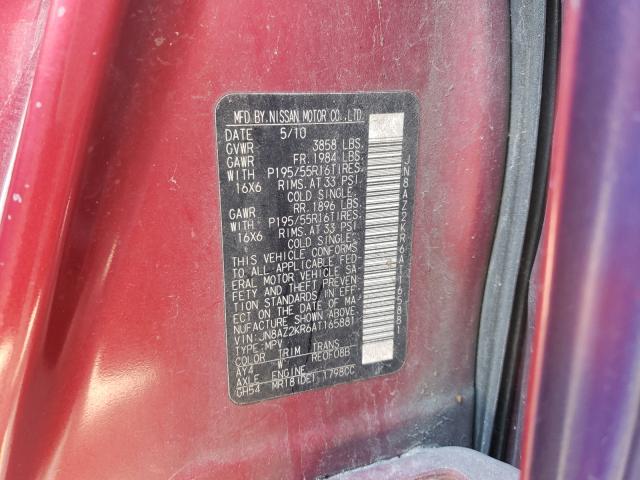 MFD BY.NISSAN MOTOR CO.,LTD.
DATE 5/10
GVWR 3858 LBS.
GAWR FR.1984 LBS.
WITH P195/55R16TIRES.
16X6 RIMS.AT 33 PSI
COLD SINGLE.
GAWR RR.1896 LBS.
WITH P195/55R16TIRES.
16X6 RIMS.AT 33 PSI
COLD SINGLE.
THIS VEHICLE CONFORMS
TO ALL APPLICABLE FED-
ERAL MOTOR VEHICLE SA-
FETY AND THEFT PREVEN-
TION STANDARDS IN EFF-
ECT ON THE DATE OF MA-
NUFACTURE SHOWN ABOVE.
VIN:JN8AZ2KR6AT165881
TYPE:MPV
COLOR TRIM TRANS
AY4 W RE0F08B
AXLE ENGINE
GH54 MR18(DE) 1798CC
JN8AZ2KR6AT165881